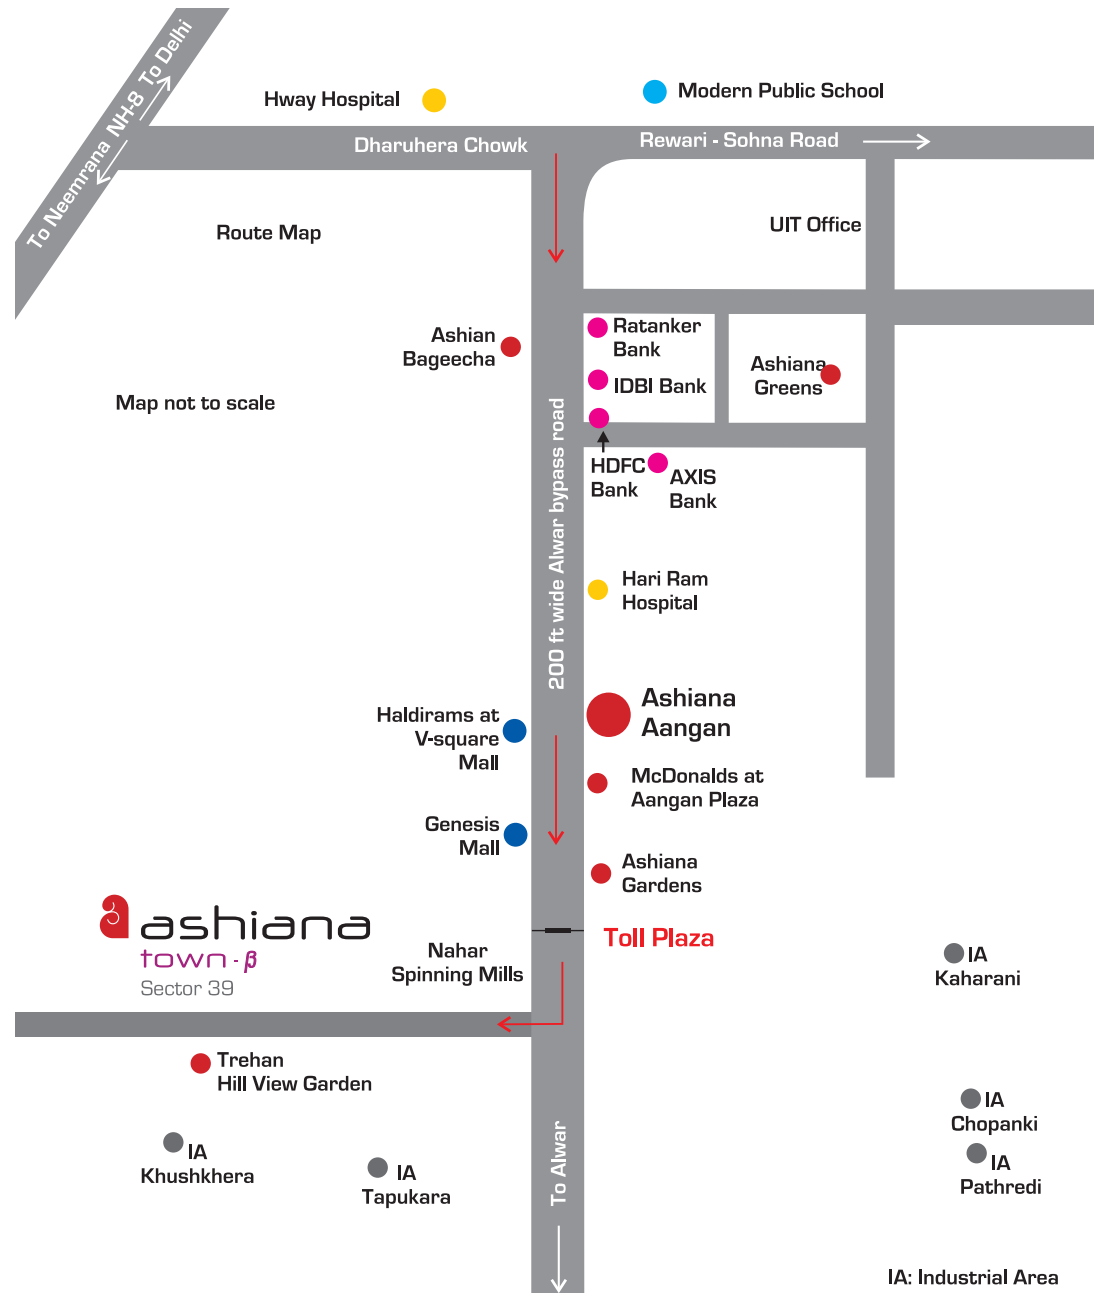 To Neemrana NH-8 To Delhi
Hway Hospital
Modern Public School
Dharuhera Chowk
Rewari - Sohna Road
Route Map
UIT Office
Ashian
Bageecha
Ratanker
Bank
IDBI Bank
Ashiana
Greens
Map not to scale
HDFC
Bank
AXIS
Bank
200 ft wide Alwar bypass road
Hari Ram
Hospital
Ashiana
Aangan
Haldirams at
V-square
Mall
McDonalds at
Aangan Plaza
Genesis
Mall
Ashiana
Gardens
ashiana
town - β
Sector 39
Nahar
Spinning Mills
Toll Plaza
IA
Kaharani
Trehan
Hill View Garden
IA
Chopanki
IA
Khushkhera
IA
Tapukara
To Alwar
IA
Pathredi
IA: Industrial Area